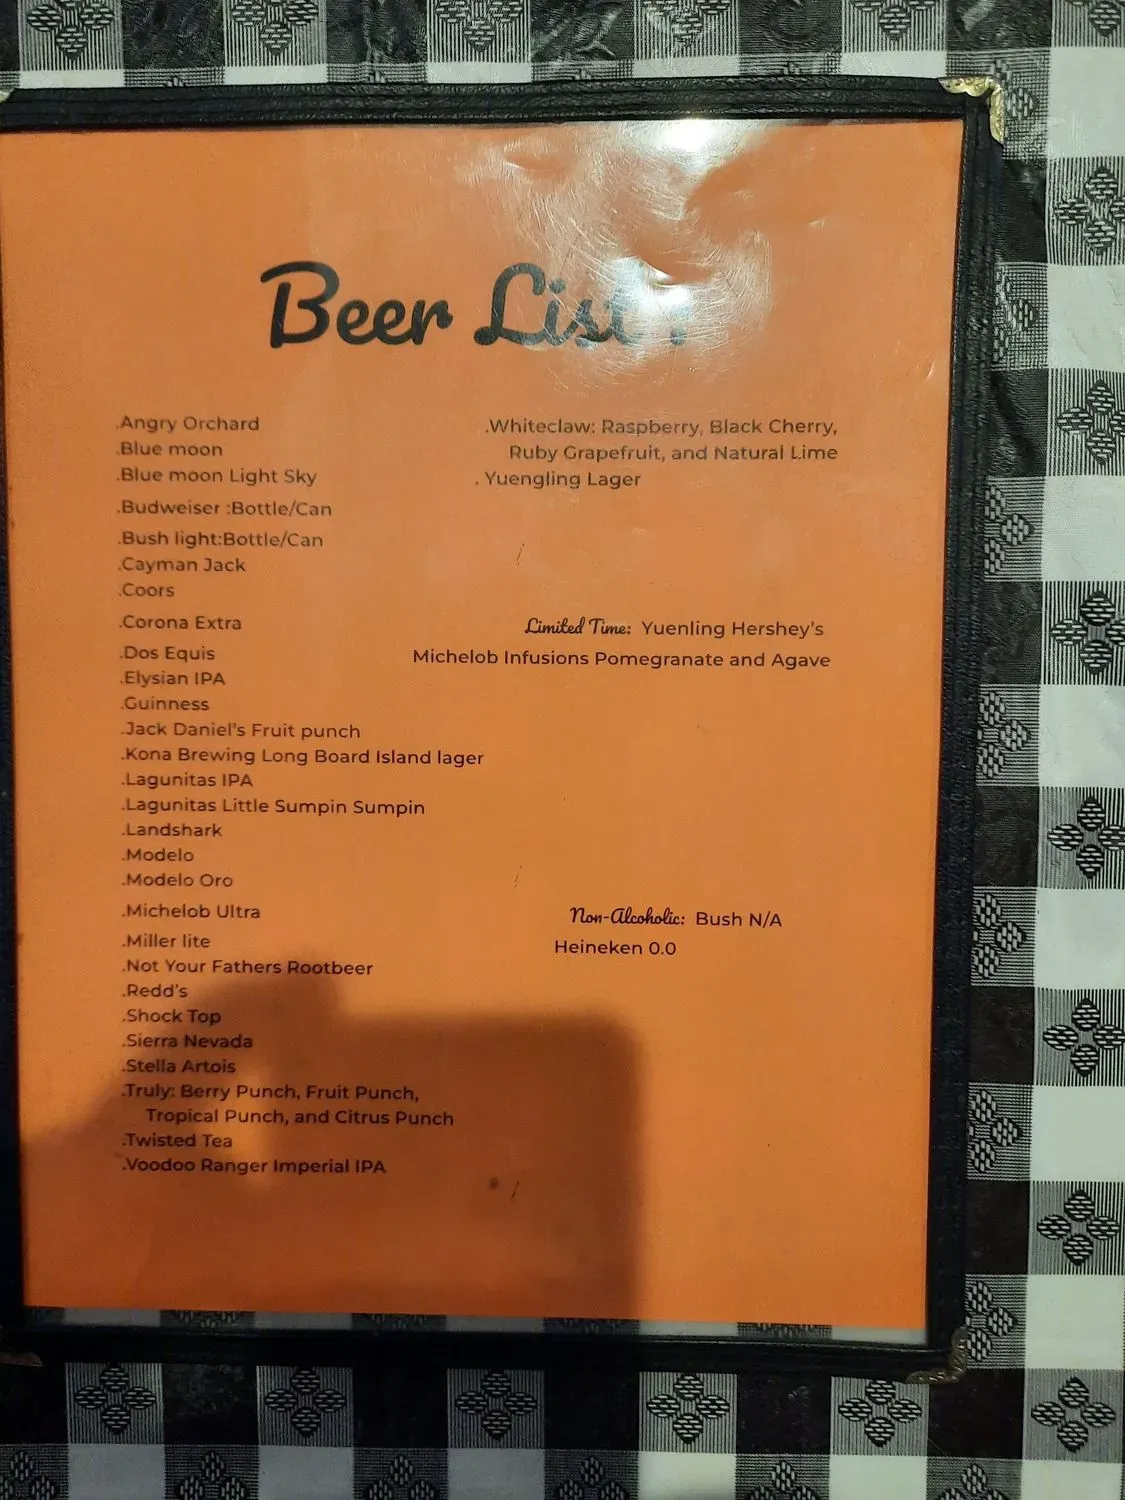 Beer List:
.Angry Orchard
.Blue moon
.Blue moon Light Sky
.Budweiser :Bottle/Can
.Bush light:Bottle/Can
.Cayman Jack
.Coors
.Corona Extra
.Dos Equis
.Elysian IPA
.Guinness
.Jack Daniel's Fruit punch
.Kona Brewing Long Board Island lager
.Lagunitas IPA
.Lagunitas Little Sumpin Sumpin
.Landshark
.Modelo
.Modelo Oro
.Michelob Ultra
.Miller lite
.Not Your Fathers Rootbeer
.Redd's
.Shock Top
.Sierra Nevada
.Stella Artois
.Truly: Berry Punch, Fruit Punch,
Tropical Punch, and Citrus Punch
.Twisted Tea
.Voodoo Ranger Imperial IPA
.Whiteclaw: Raspberry, Black Cherry,
Ruby Grapefruit, and Natural Lime
. Yuengling Lager
Limited Time: Yuenling Hershey's
Michelob Infusions Pomegranate and Agave
Non-Alcoholic: Bush N/A
Heineken 0.0